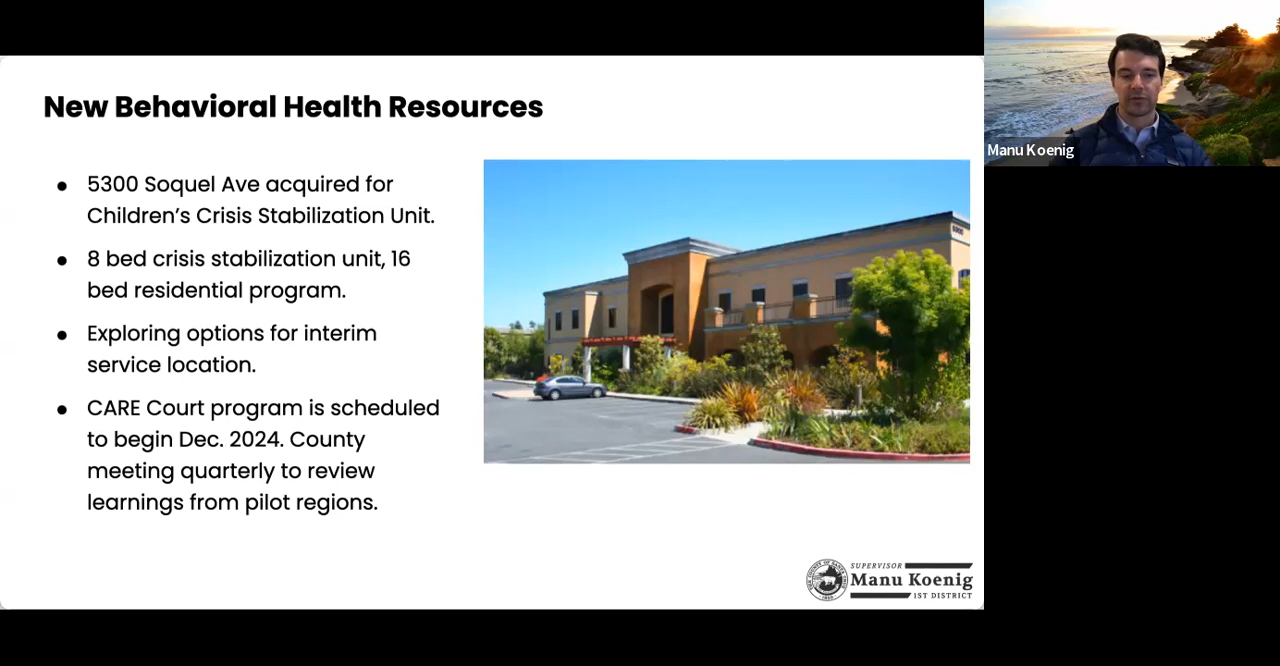 New Behavioral Health Resources
● 5300 Soquel Ave acquired for
Children’s Crisis Stabilization Unit.
● 8 bed crisis stabilization unit, 16
bed residential program.
● Exploring options for interim
service location.
● CARE Court program is scheduled
to begin Dec. 2024. County
meeting quarterly to review
learnings from pilot regions.
SUPERVISOR
Manu Koenig
1ST DISTRICT
Manu Koenig